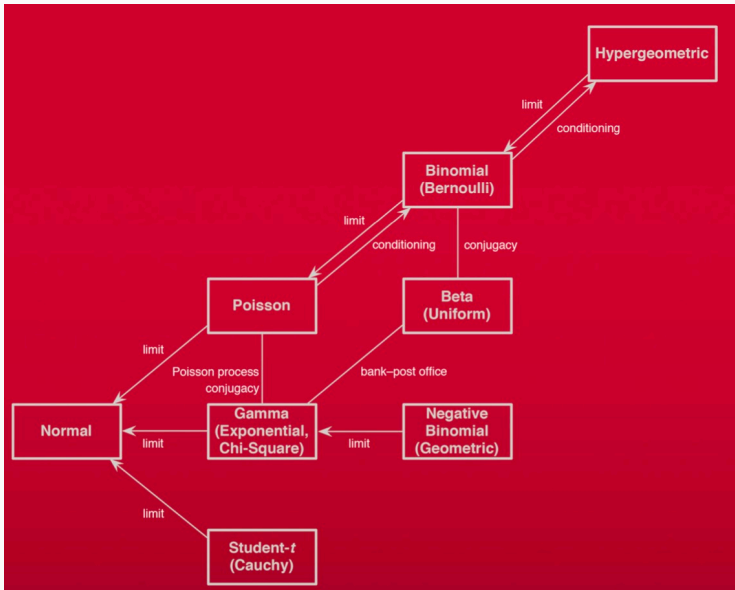 Hypergeometric
limit
conditioning
Binomial
(Bernoulli)
limit
conditioning
conjugacy
Poisson
Beta
(Uniform)
limit
Poisson process
conjugacy
bank–post office
Normal
limit
Gamma
(Exponential,
Chi-Square)
limit
Negative
Binomial
(Geometric)
limit
Student-t
(Cauchy)